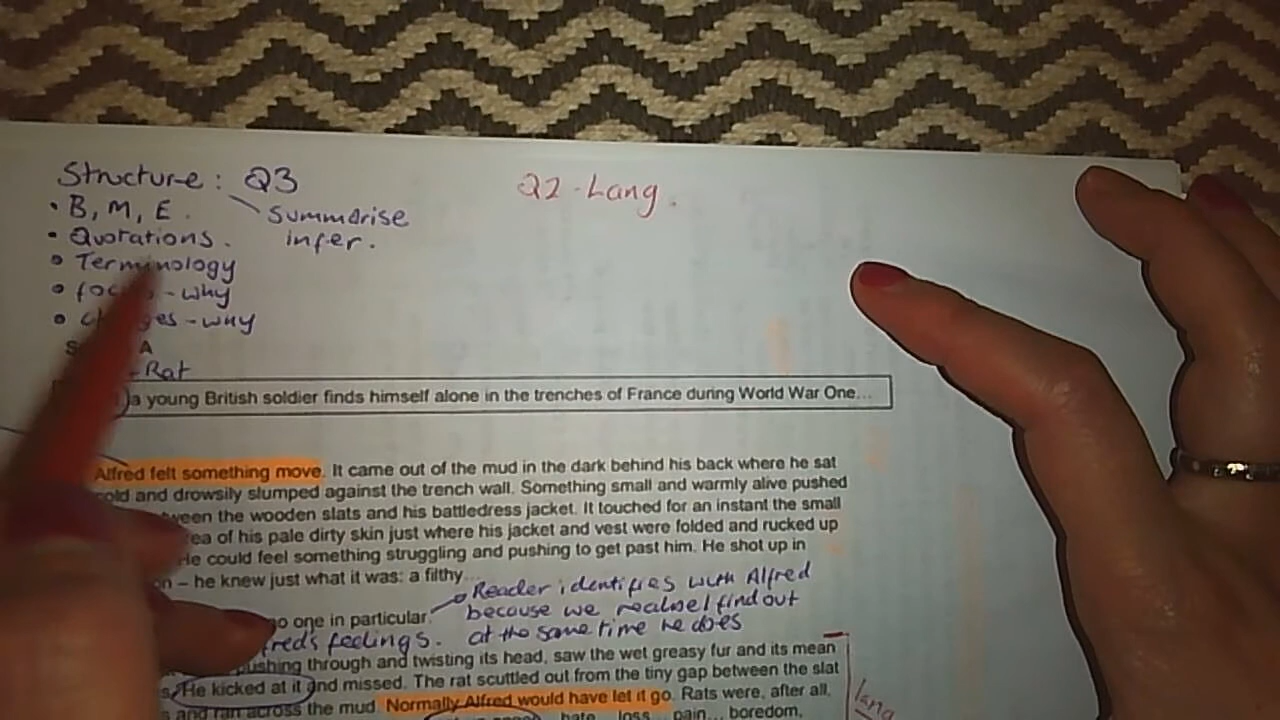 Structure: Q3
Q2 - Lang.
• B, M, E.
Summarise
• Quotations.
infer.
• Terminology
• focus - why
• changes - why
A
- Rat
a young British soldier finds himself alone in the trenches of France during World War One...
Alfred felt something move. It came out of the mud in the dark behind his back where he sat
cold and drowsily slumped against the trench wall. Something small and warmly alive pushed
between the wooden slats and his battledress jacket. It touched for an instant the small
of his pale dirty skin just where his jacket and vest were folded and rucked up
He could feel something struggling and pushing to get past him. He shot up in
– he knew just what it was: a filthy...
Reader identifies with Alfred
no one in particular.
because we realise / find out
feelings.
at the same time he does
pushing through and twisting its head, saw the wet greasy fur and its mean
He kicked at it and missed. The rat scuttled out from the tiny gap between the slat
and ran across the mud. Normally Alfred would have let it go. Rats were, after all,
lang
hate... loss... pain... boredom,